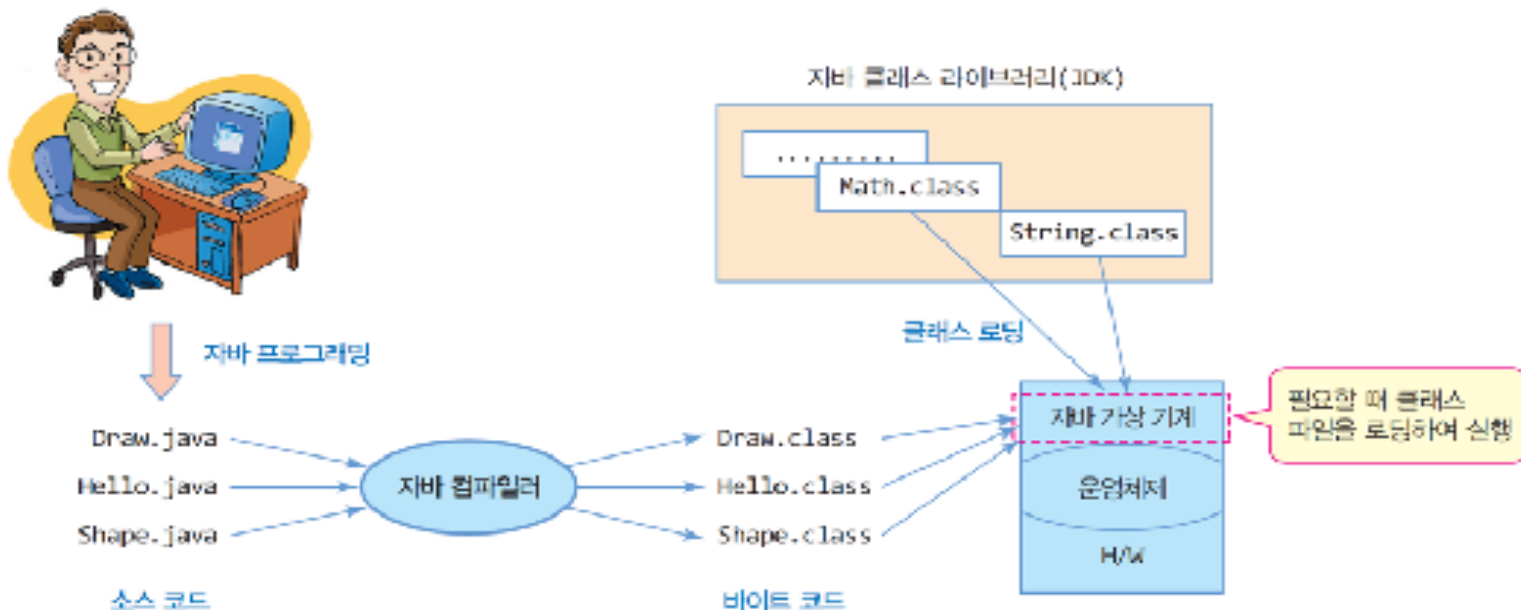 자바 클래스 라이브러리(JDK)
.........
Math.class
String.class
클래스 로딩
자바 프로그래밍
필요할 때 클래스
파일을 로딩하여 실행
자바 가상 기계
Draw.java
Draw.class
Hello.java
자바 컴파일러
Hello.class
운영체제
Shape.java
Shape.class
H/W
소스 코드
바이트 코드